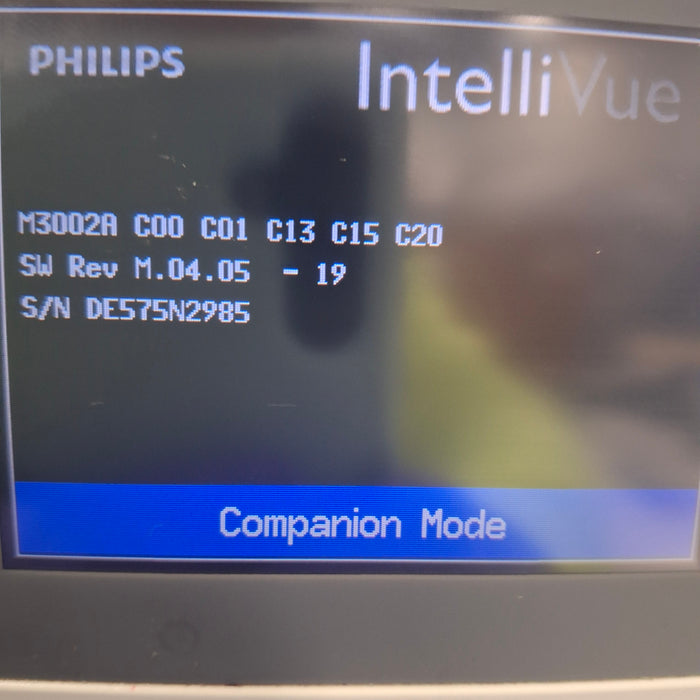 PHILIPS
IntelliVue
M3002A C00 C01 C13 C15 C20
SW Rev M.04.05 - 19
S/N DE575N2985
Companion Mode